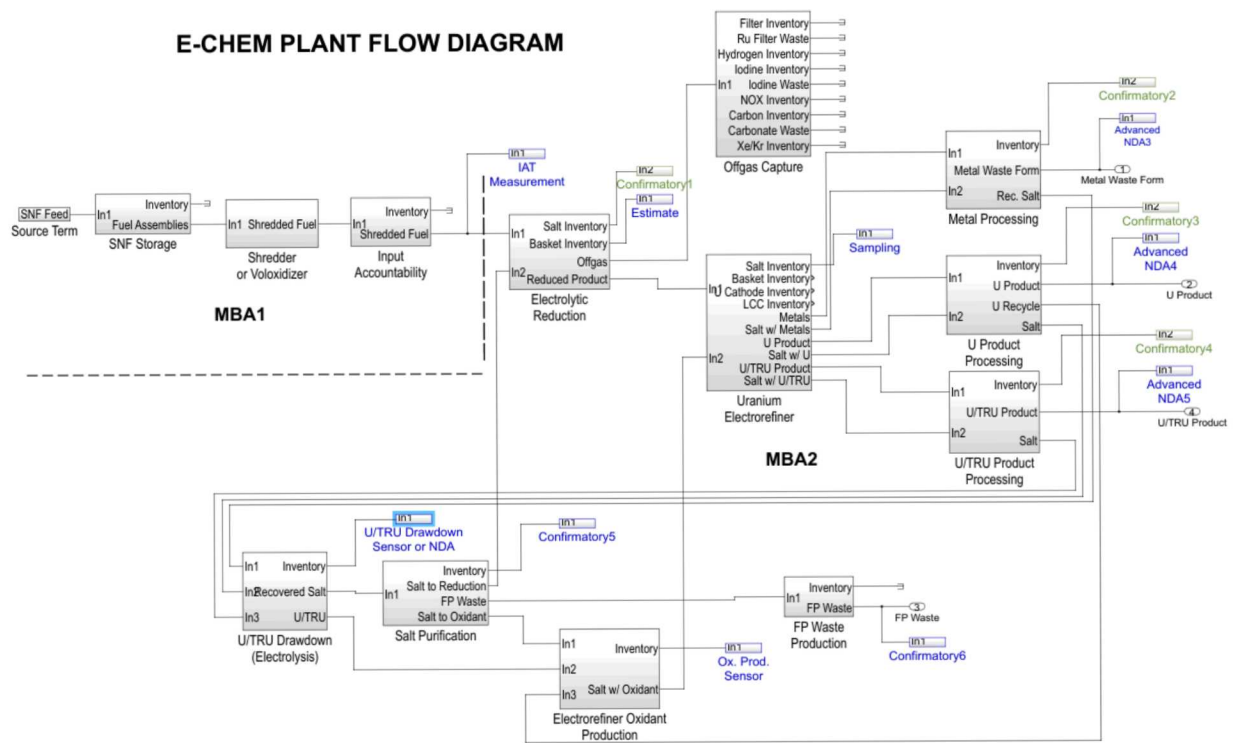 E-CHEM PLANT FLOW DIAGRAM
SNF Feed
Source Term
Inventory
In1
Fuel Assemblies
SNF Storage
In1 Shredded Fuel
Shredder
or Voloxidizer
Inventory
In1
Shredded Fuel
Input
Accountability
MBA1
In1
IAT
Measurement
In2
Confirmatory1
In1
Estimate
In1
Salt Inventory
Basket Inventory
Offgas
In2
Reduced Product
Electrolytic
Reduction
Filter Inventory
Ru Filter Waste
Hydrogen Inventory
Iodine Inventory
In1
Iodine Waste
NOX Inventory
Carbon Inventory
Carbonate Waste
Xe/Kr Inventory
Offgas Capture
In1
Sampling
Salt Inventory
Basket Inventory
In1
U Cathode Inventory
LCC Inventory
Metals
Salt w/ Metals
U Product
In2
Salt w/ U
U/TRU Product
Salt w/ U/TRU
Uranium
Electrorefiner
MBA2
In2
Confirmatory2
In1
Advanced
NDA3
In1
Inventory
Metal Waste Form
In2
Rec. Salt
Metal Processing
1
Metal Waste Form
In2
Confirmatory3
In1
Advanced
NDA4
In1
Inventory
U Product
U Recycle
In2
Salt
U Product
Processing
2
U Product
In2
Confirmatory4
In1
Advanced
NDA5
In1
Inventory
U/TRU Product
In2
Salt
U/TRU Product
Processing
4
U/TRU Product
In1
U/TRU Drawdown
Sensor or NDA
In1 Inventory
In2 Recovered Salt
In3 U/TRU
U/TRU Drawdown
(Electrolysis)
In1
Confirmatory5
Inventory
Salt to Reduction
In1
FP Waste
Salt to Oxidant
Salt Purification
Inventory
In1
FP Waste
FP Waste
Production
3
FP Waste
In1
Confirmatory6
In1
Inventory
In2
In3 Salt w/ Oxidant
Electrorefiner Oxidant
Production
In1
Ox. Prod.
Sensor